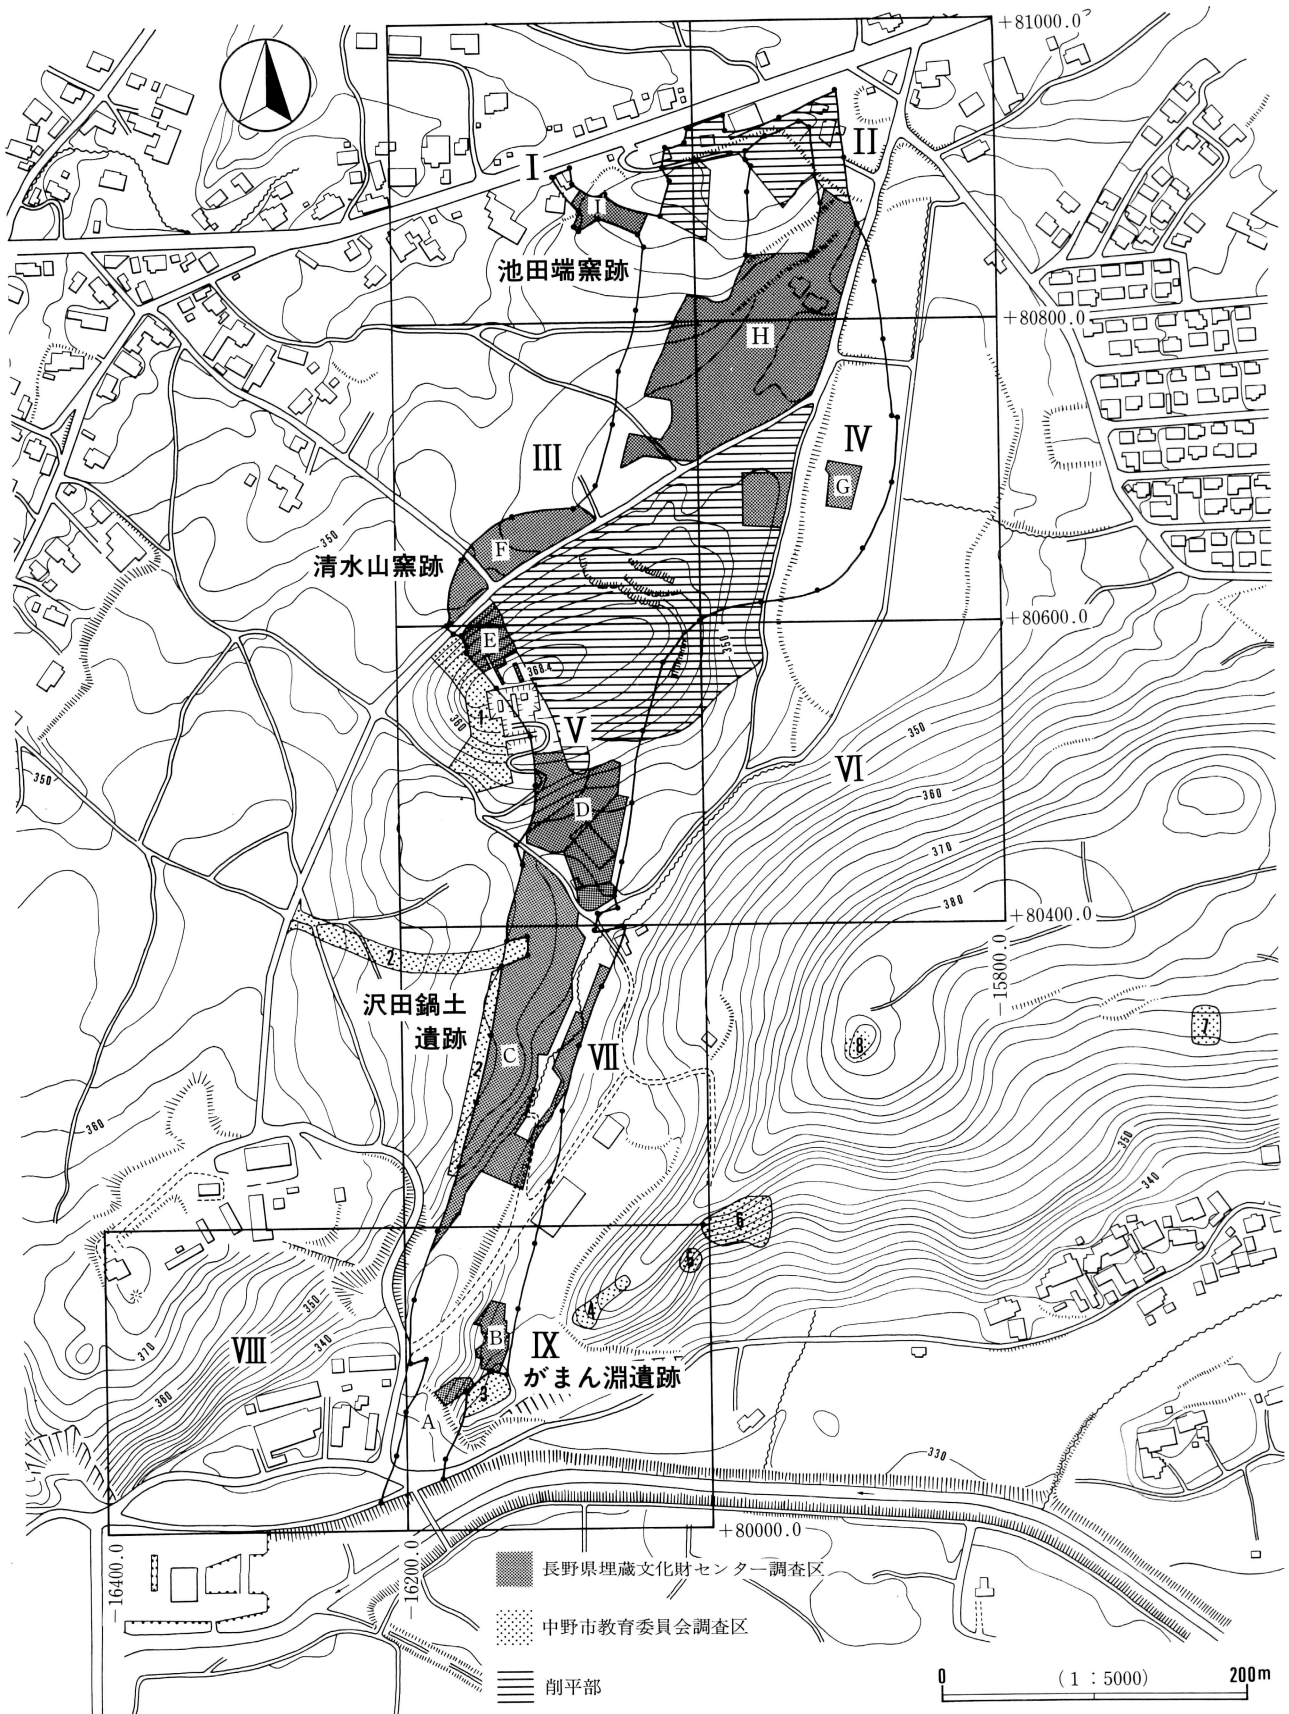 +81000.0
II
I
I
池田端窯跡
+80800.0
H
III
IV
G
350
F
清水山窯跡
+80600.0
E
350
368.4
1
360
V
350
VI
350
360
D
370
380
+80400.0
2
-15800.0
沢田鍋土
遺跡
7
8
2
C
VII
360
350
340
6
5
350
4
340
VIII
370
B
IX
がまん淵遺跡
360
3
A
330
+80000.0
-16400.0
-16200.0
長野県埋蔵文化財センター調査区
中野市教育委員会調査区
削平部
0 (1:5000) 200m